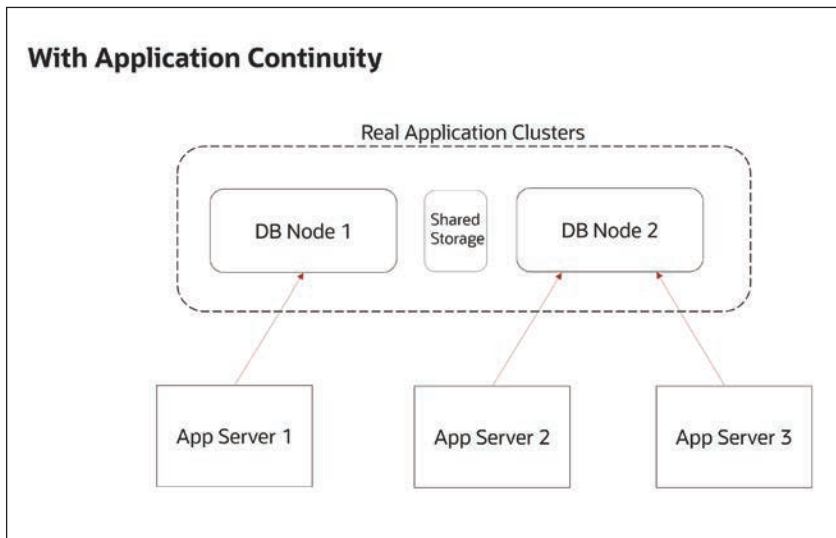 With Application Continuity
Real Application Clusters
DB Node 1
Shared
Storage
DB Node 2
App Server 1
App Server 2
App Server 3